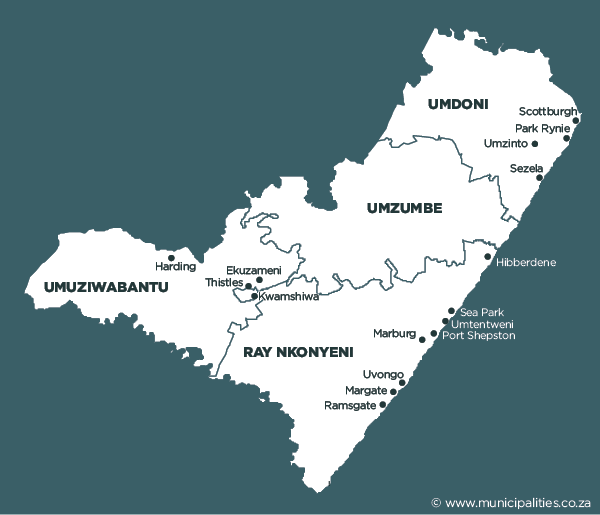 UMDONI
Scottburgh
Park Rynie
Umzinto
Sezela
UMZUMBE
Hibberdene
Harding
Ekuzameni
Thistles
UMUZIWABANTU
Kwamshiwa
Sea Park
Umtentweni
Marburg
Port Shepston
RAY NKONYENI
Uvongo
Margate
Ramsgate
© www.municipalities.co.za